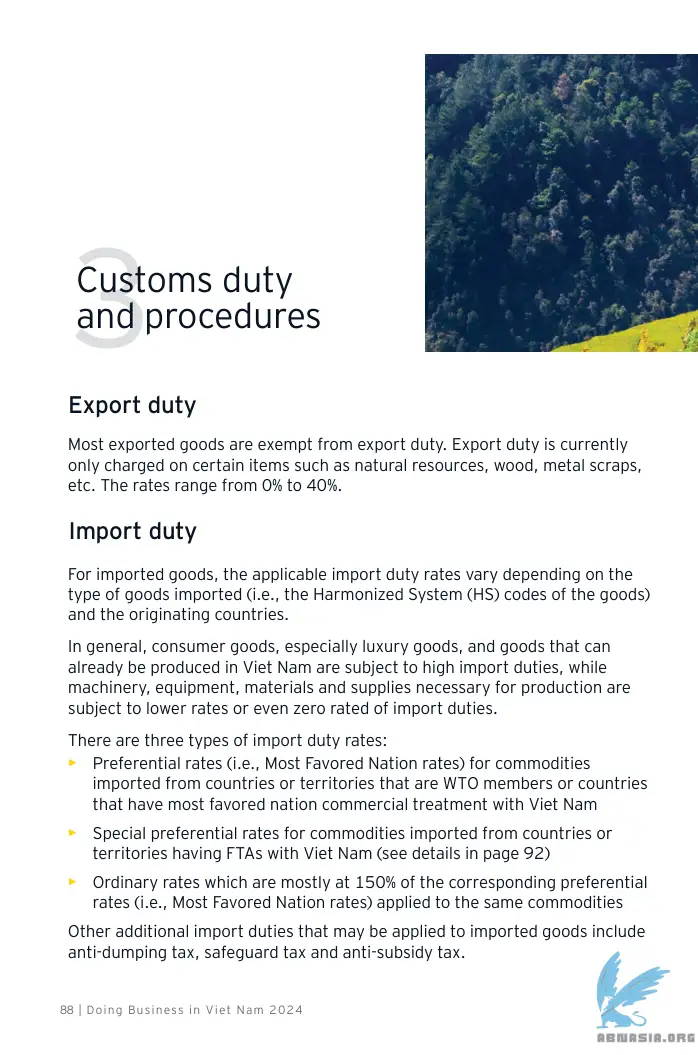 3
Customs duty
and procedures
Export duty
Most exported goods are exempt from export duty. Export duty is currently
only charged on certain items such as natural resources, wood, metal scraps,
etc. The rates range from 0% to 40%.
Import duty
For imported goods, the applicable import duty rates vary depending on the
type of goods imported (i.e., the Harmonized System (HS) codes of the goods)
and the originating countries.
In general, consumer goods, especially luxury goods, and goods that can
already be produced in Viet Nam are subject to high import duties, while
machinery, equipment, materials and supplies necessary for production are
subject to lower rates or even zero rated of import duties.
There are three types of import duty rates:
► Preferential rates (i.e., Most Favored Nation rates) for commodities
imported from countries or territories that are WTO members or countries
that have most favored nation commercial treatment with Viet Nam
► Special preferential rates for commodities imported from countries or
territories having FTAs with Viet Nam (see details in page 92)
► Ordinary rates which are mostly at 150% of the corresponding preferential
rates (i.e., Most Favored Nation rates) applied to the same commodities
Other additional import duties that may be applied to imported goods include
anti-dumping tax, safeguard tax and anti-subsidy tax.
88 | Doing Business in Viet Nam 2024
ABNASIA.ORG